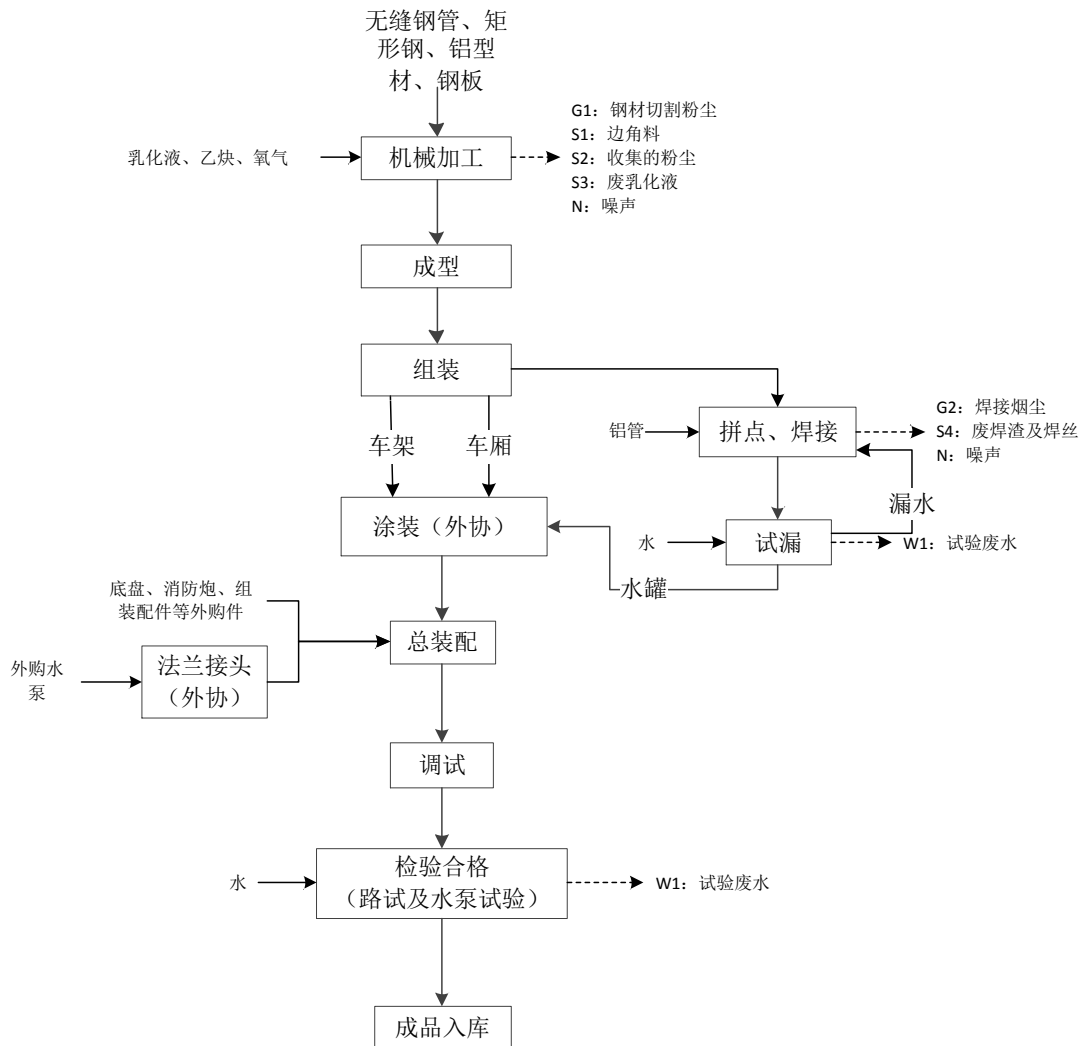 无缝钢管、矩
形钢、铝型
材、钢板
G1：钢材切割粉尘
S1：边角料
乳化液、乙炔、氧气
机械加工
S2：收集的粉尘
S3：废乳化液
N：噪声
成型
组装
G2：焊接烟尘
铝管
拼点、焊接
S4：废焊渣及焊丝
N：噪声
车架
车厢
漏水
涂装（外协）
水
试漏
W1：试验废水
水罐
底盘、消防炮、组
装配件等外购件
总装配
外购水
泵
法兰接头
（外协）
调试
水
检验合格
（路试及水泵试验）
W1：试验废水
成品入库